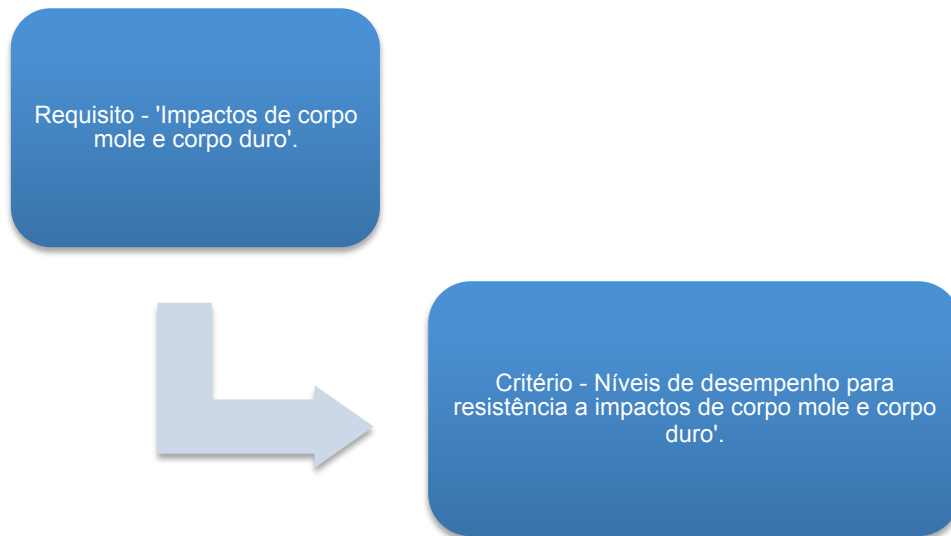 Requisito - 'Impactos de corpo
mole e corpo duro'.
Critério - Níveis de desempenho para
resistência a impactos de corpo mole e corpo
duro'.